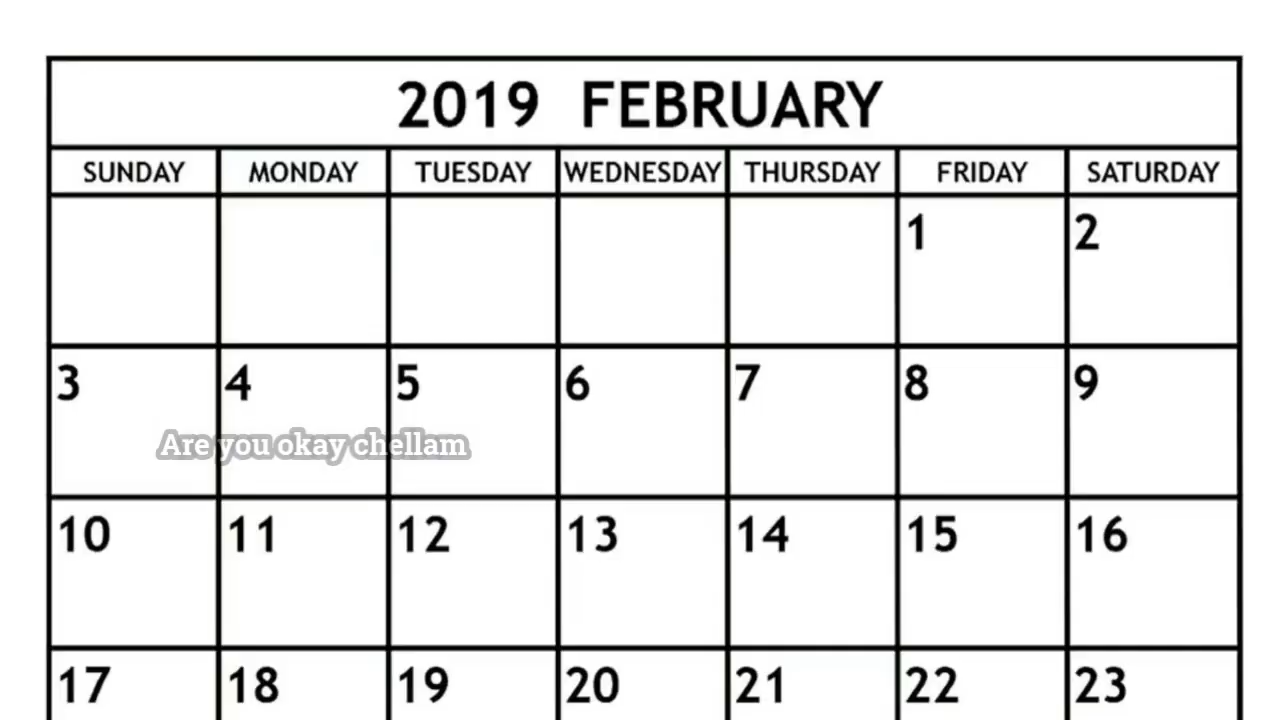 2019 FEBRUARY
SUNDAY MONDAY TUESDAY WEDNESDAY THURSDAY FRIDAY SATURDAY
1 2
3 4 5 6 7 8 9
Are you okay chellam
10 11 12 13 14 15 16
17 18 19 20 21 22 23